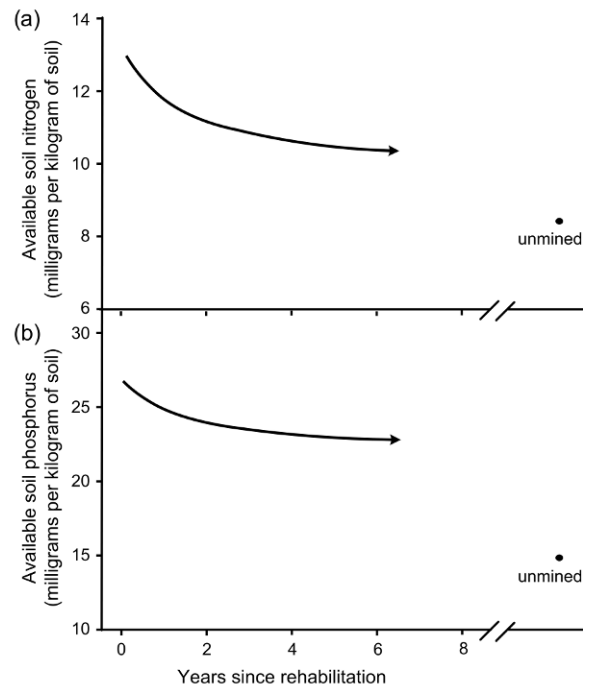 (a)
Available soil nitrogen
(milligrams per kilogram of soil)
14
12
10
8
6
unmined
(b)
Available soil phosphorus
(milligrams per kilogram of soil)
30
25
20
15
10
unmined
0 2 4 6 8
Years since rehabilitation